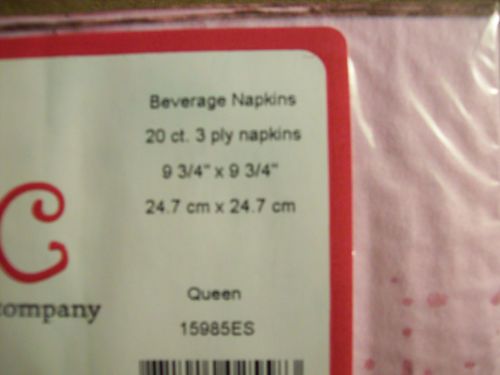 Beverage Napkins
20 ct. 3 ply napkins
9 3/4" x 9 3/4"
24.7 cm x 24.7 cm
C
company
Queen
15985ES